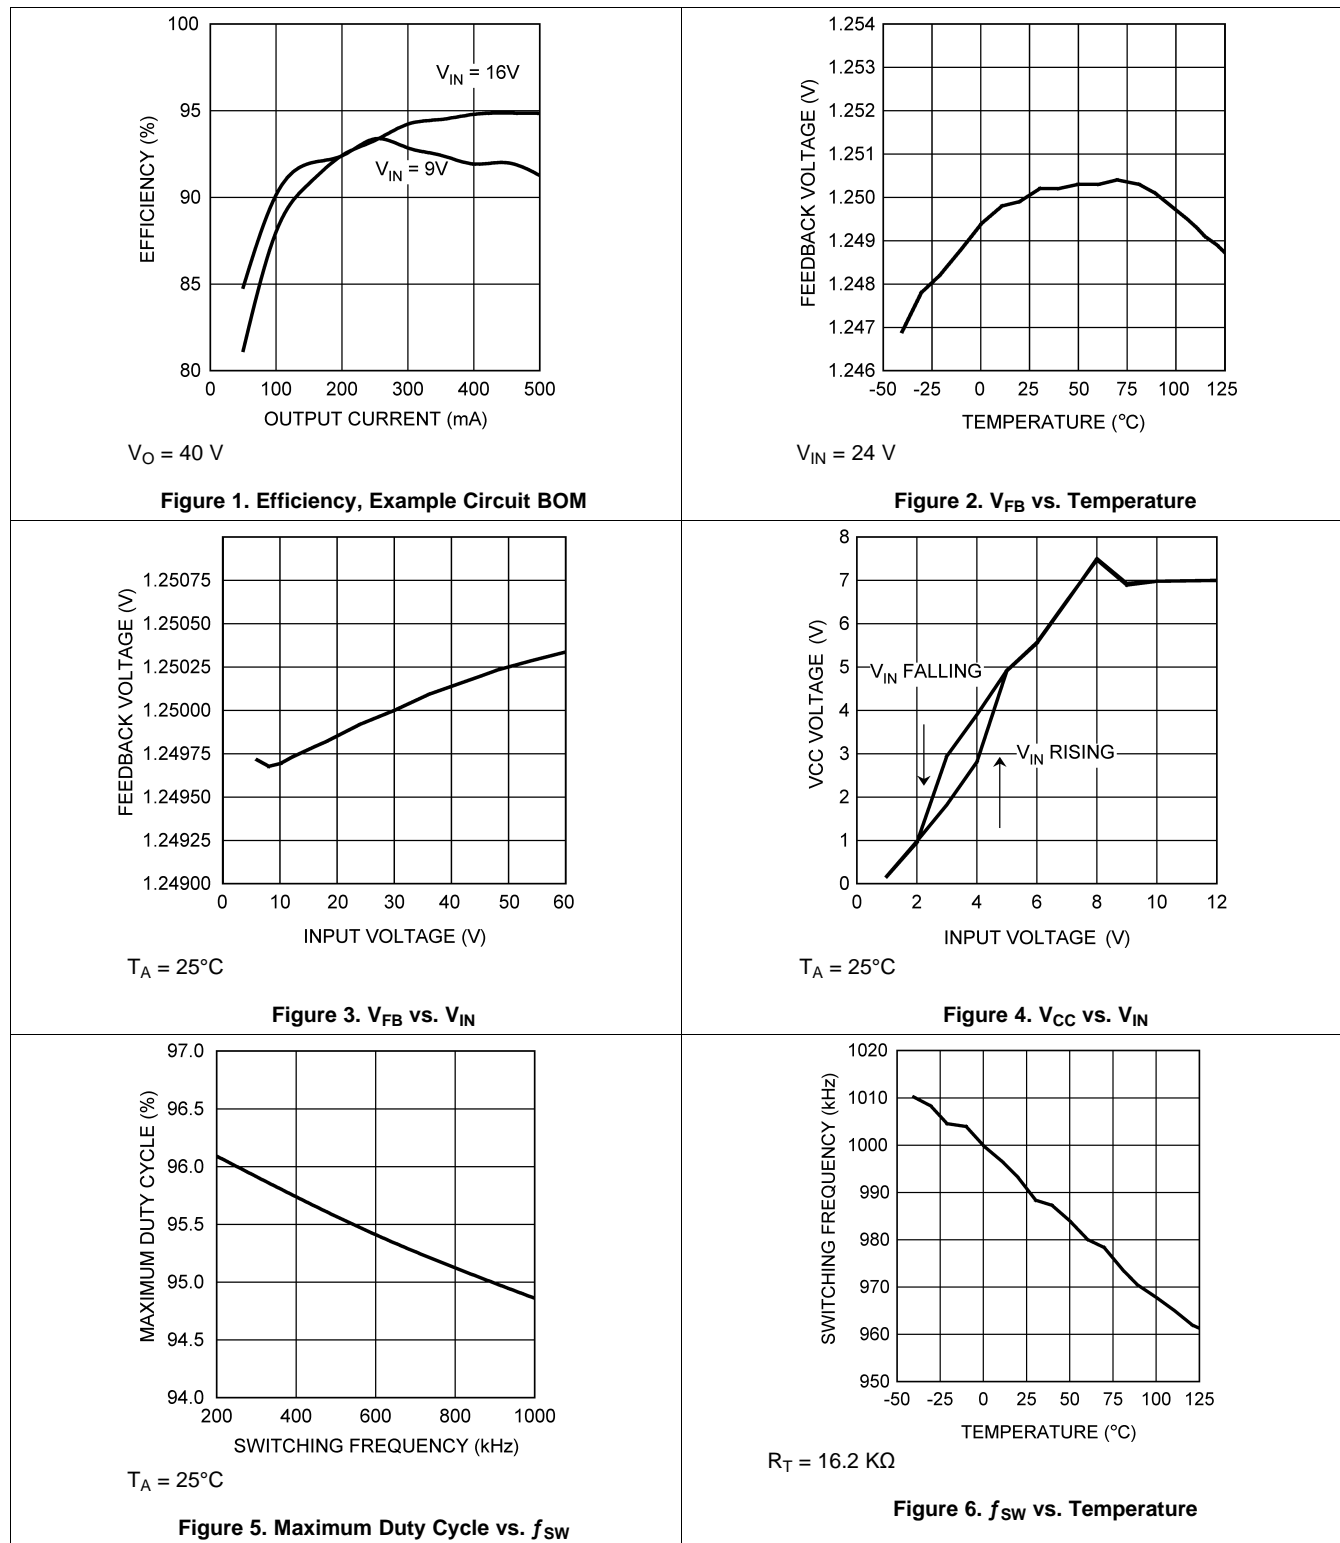 100
95
90
85
80
EFFICIENCY (%)
V_IN = 16V
V_IN = 9V
0 100 200 300 400 500
OUTPUT CURRENT (mA)
V_O = 40 V
Figure 1. Efficiency, Example Circuit BOM
1.254
1.253
1.252
1.251
1.250
1.249
1.248
1.247
1.246
FEEDBACK VOLTAGE (V)
-50 -25 0 25 50 75 100 125
TEMPERATURE (°C)
V_IN = 24 V
Figure 2. V_FB vs. Temperature
1.25075
1.25050
1.25025
1.25000
1.24975
1.24950
1.24925
1.24900
FEEDBACK VOLTAGE (V)
0 10 20 30 40 50 60
INPUT VOLTAGE (V)
T_A = 25°C
Figure 3. V_FB vs. V_IN
8
7
6
5
4
3
2
1
0
VCC VOLTAGE (V)
V_IN FALLING
V_IN RISING
0 2 4 6 8 10 12
INPUT VOLTAGE (V)
T_A = 25°C
Figure 4. V_CC vs. V_IN
97.0
96.5
96.0
95.5
95.0
94.5
94.0
MAXIMUM DUTY CYCLE (%)
200 400 600 800 1000
SWITCHING FREQUENCY (kHz)
T_A = 25°C
Figure 5. Maximum Duty Cycle vs. ƒ_SW
1020
1010
1000
990
980
970
960
950
SWITCHING FREQUENCY (kHz)
-50 -25 0 25 50 75 100 125
TEMPERATURE (°C)
R_T = 16.2 KΩ
Figure 6. ƒ_SW vs. Temperature